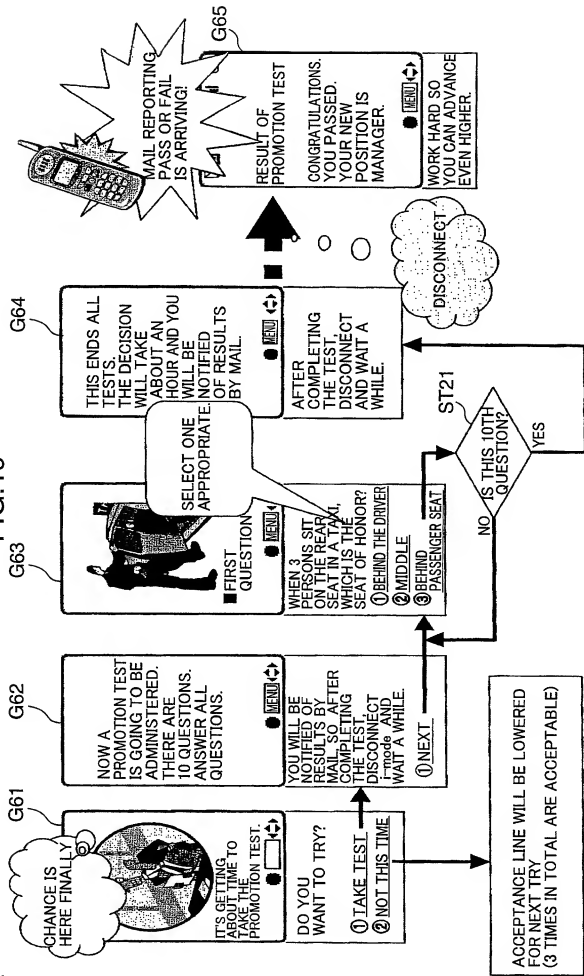 FIG.10
G61
CHANCE IS
HERE FINALLY
IT'S GETTING
ABOUT TIME TO
TAKE THE
PROMOTION TEST.
DO YOU
WANT TO TRY?
① TAKE TEST
② NOT THIS TIME
ACCEPTANCE LINE WILL BE LOWERED
FOR NEXT TRY
(3 TIMES IN TOTAL ARE ACCEPTABLE)
G62
NOW A
PROMOTION TEST
IS GOING TO BE
ADMINISTERED.
THERE ARE
10 QUESTIONS.
ANSWER ALL
QUESTIONS.
MENU
YOU WILL BE
NOTIFIED OF
RESULTS BY
MAIL, SO AFTER
COMPLETING
THE TEST,
DISCONNECT
i-mode AND
WAIT A WHILE.
① NEXT
G63
■ FIRST
QUESTION
MENU
SELECT ONE
APPROPRIATE.
WHEN 3
PERSONS SIT
ON THE REAR
SEAT IN A TAXI,
WHICH IS THE
SEAT OF HONOR?
① BEHIND THE DRIVER
② MIDDLE
③ BEHIND
PASSENGER SEAT
ST21
IS THIS 10TH
QUESTION?
NO
YES
G64
THIS ENDS ALL
TESTS.
THE DECISION
WILL TAKE
ABOUT AN
HOUR AND YOU
WILL BE
NOTIFIED
OF RESULTS
BY MAIL.
MENU
AFTER
COMPLETING
THE TEST,
DISCONNECT
AND WAIT A
WHILE.
DISCONNECT
MAIL REPORTING
PASS OR FAIL
IS ARRIVING!
G65
RESULT OF
PROMOTION TEST
CONGRATULATIONS.
YOU PASSED.
YOUR NEW
POSITION IS
MANAGER.
MENU
WORK HARD SO
YOU CAN ADVANCE
EVEN HIGHER.